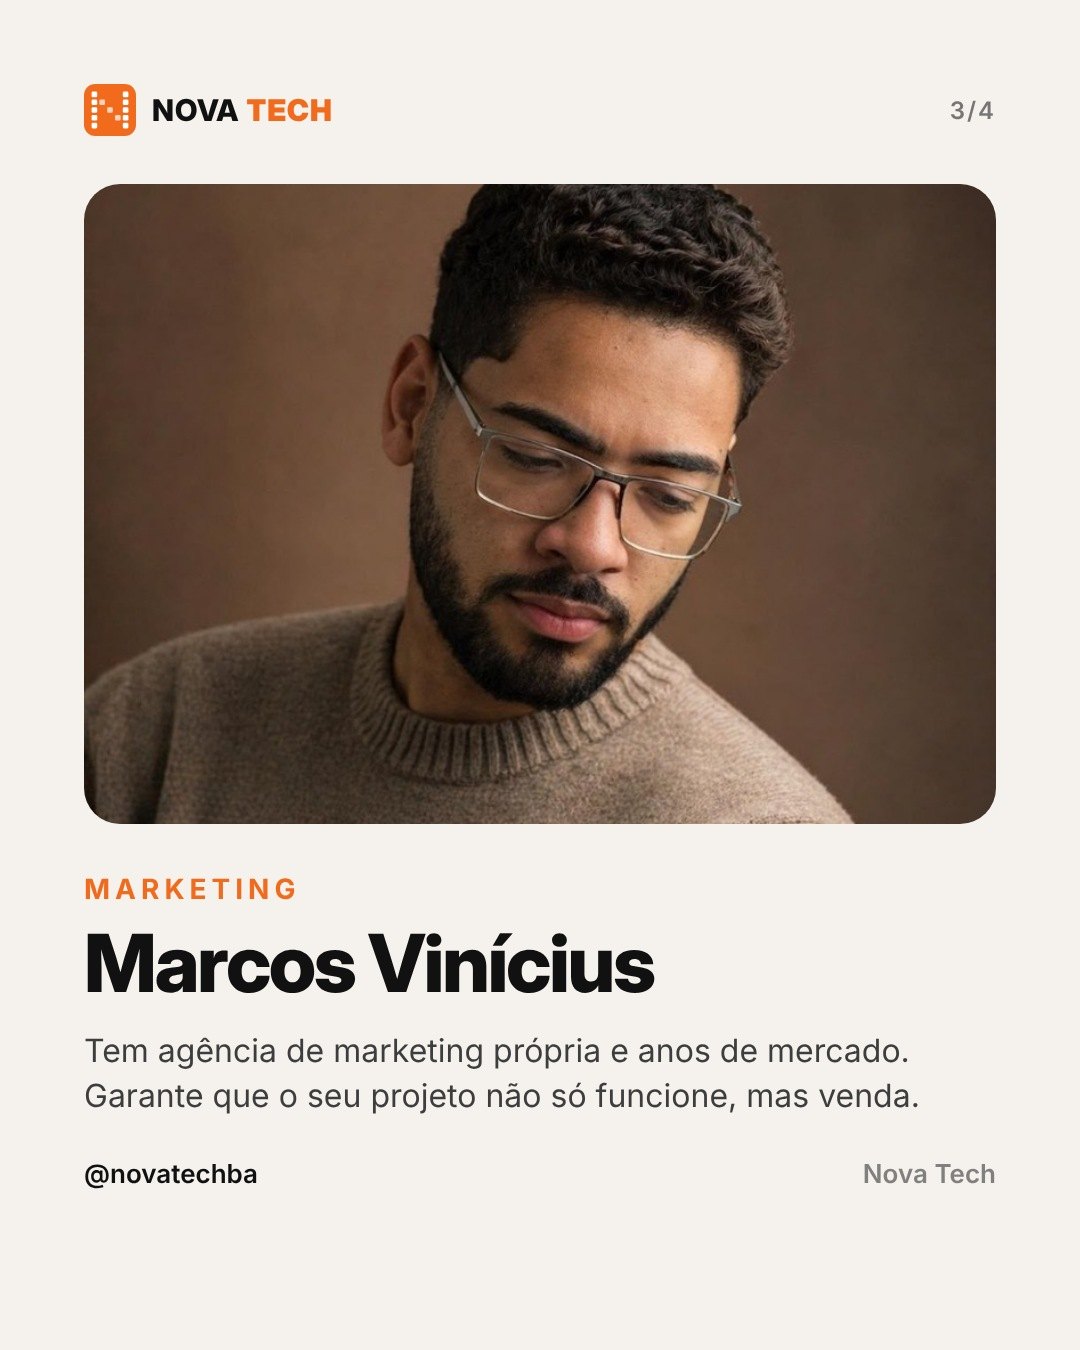 NOVA TECH
3/4
MARKETING
Marcos Vinícius
Tem agência de marketing própria e anos de mercado.
Garante que o seu projeto não só funcione, mas venda.
@novatechba
Nova Tech